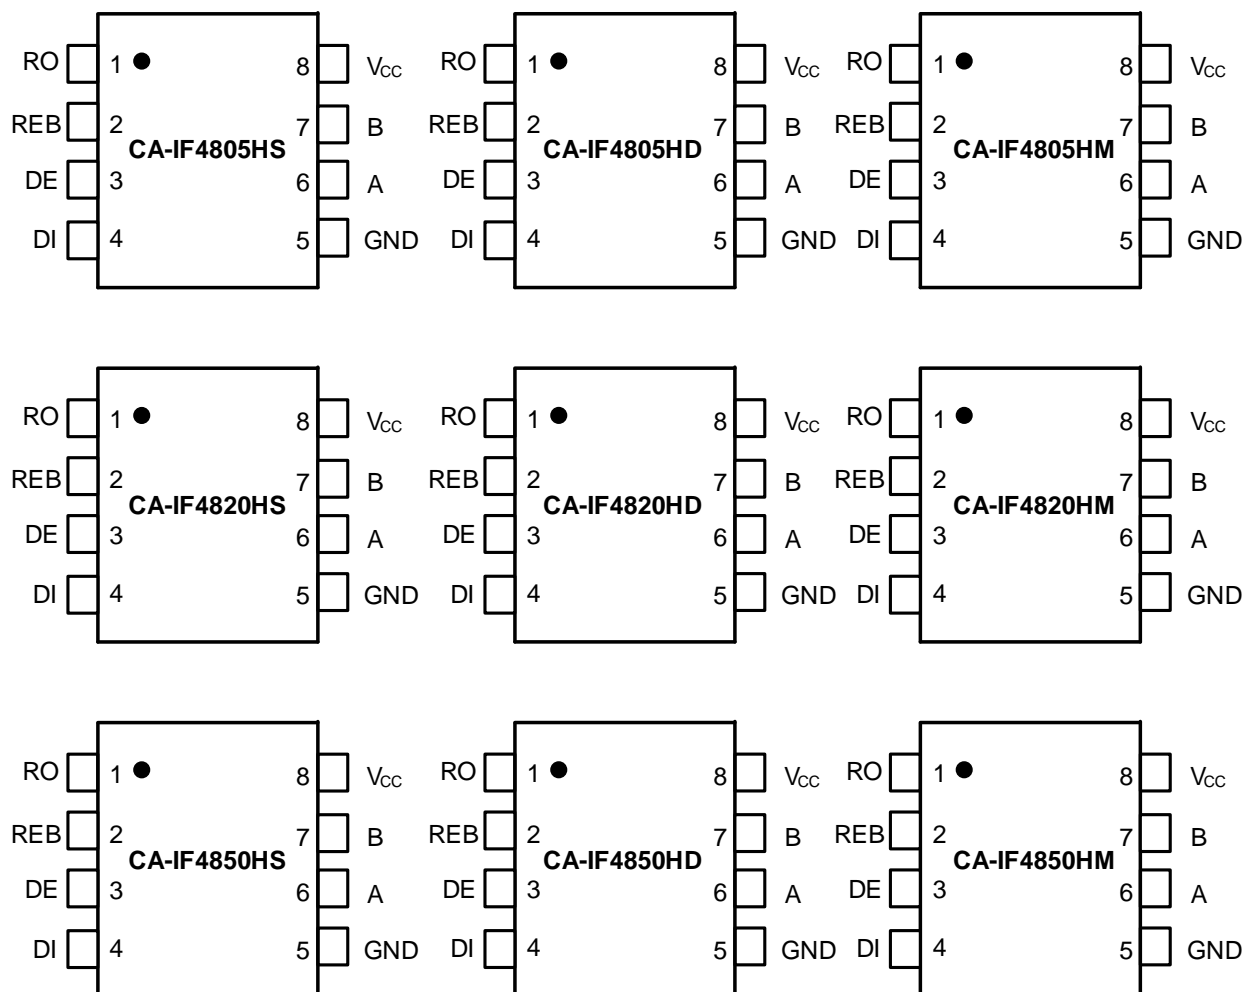 RO 1 8 VCC RO 1 8 VCC RO 1 8 VCC
REB 2 7 B REB 2 7 B REB 2 7 B
CA-IF4805HS CA-IF4805HD CA-IF4805HM
DE 3 6 A DE 3 6 A DE 3 6 A
DI 4 5 GND DI 4 5 GND DI 4 5 GND
RO 1 8 VCC RO 1 8 VCC RO 1 8 VCC
REB 2 7 B REB 2 7 B REB 2 7 B
CA-IF4820HS CA-IF4820HD CA-IF4820HM
DE 3 6 A DE 3 6 A DE 3 6 A
DI 4 5 GND DI 4 5 GND DI 4 5 GND
RO 1 8 VCC RO 1 8 VCC RO 1 8 VCC
REB 2 7 B REB 2 7 B REB 2 7 B
CA-IF4850HS CA-IF4850HD CA-IF4850HM
DE 3 6 A DE 3 6 A DE 3 6 A
DI 4 5 GND DI 4 5 GND DI 4 5 GND